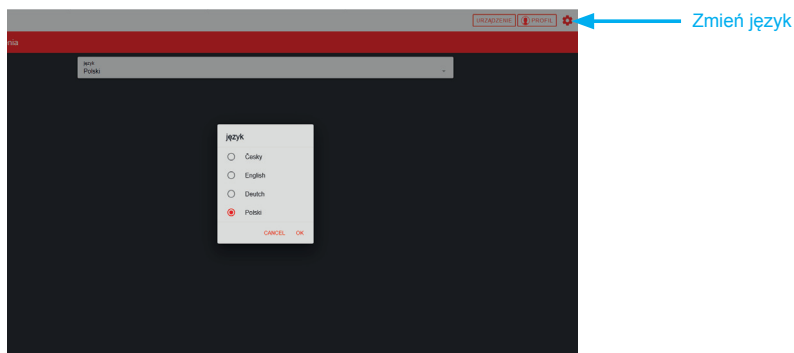 URZĄDZENIE PROFIL
Zmień język
nia
język
Polski
język
Česky
English
Deutch
Polski
CANCEL OK